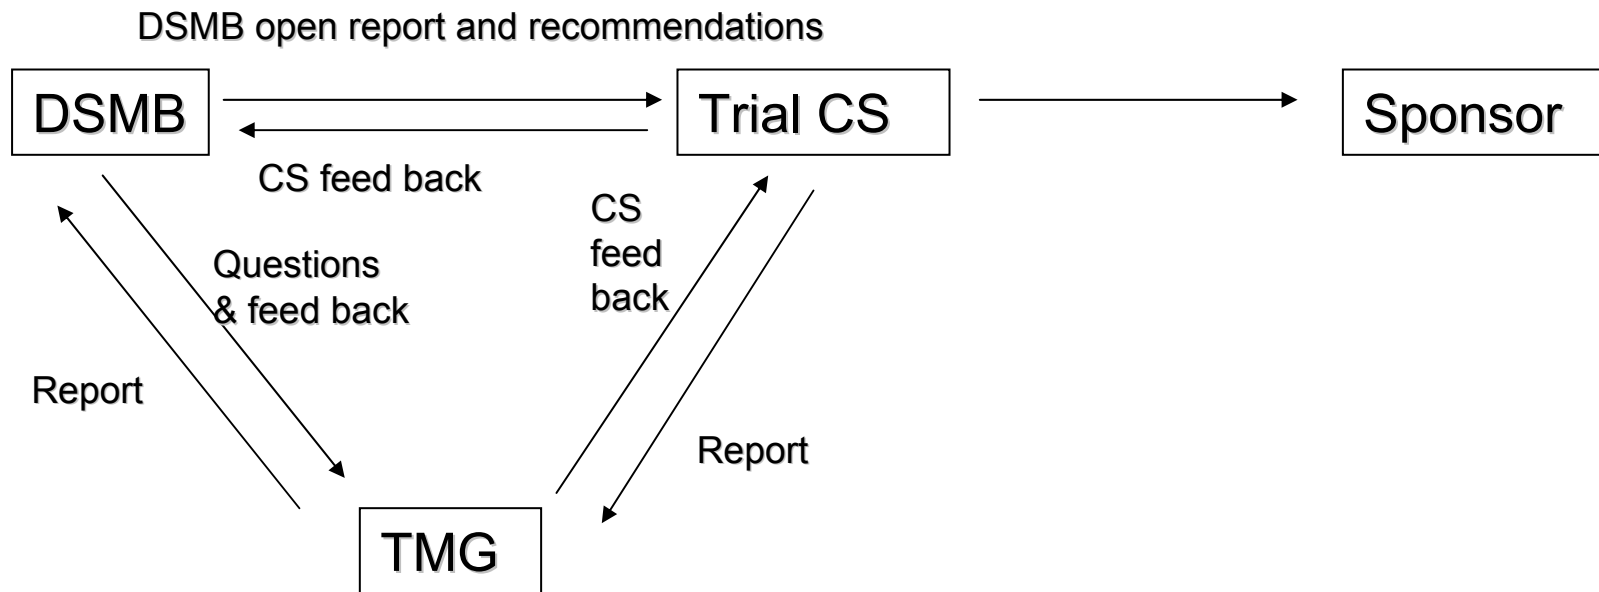 DSMB open report and recommendations
DSMB
Trial CS
Sponsor
CS feed back
CS
feed
back
Questions
& feed back
Report
Report
TMG